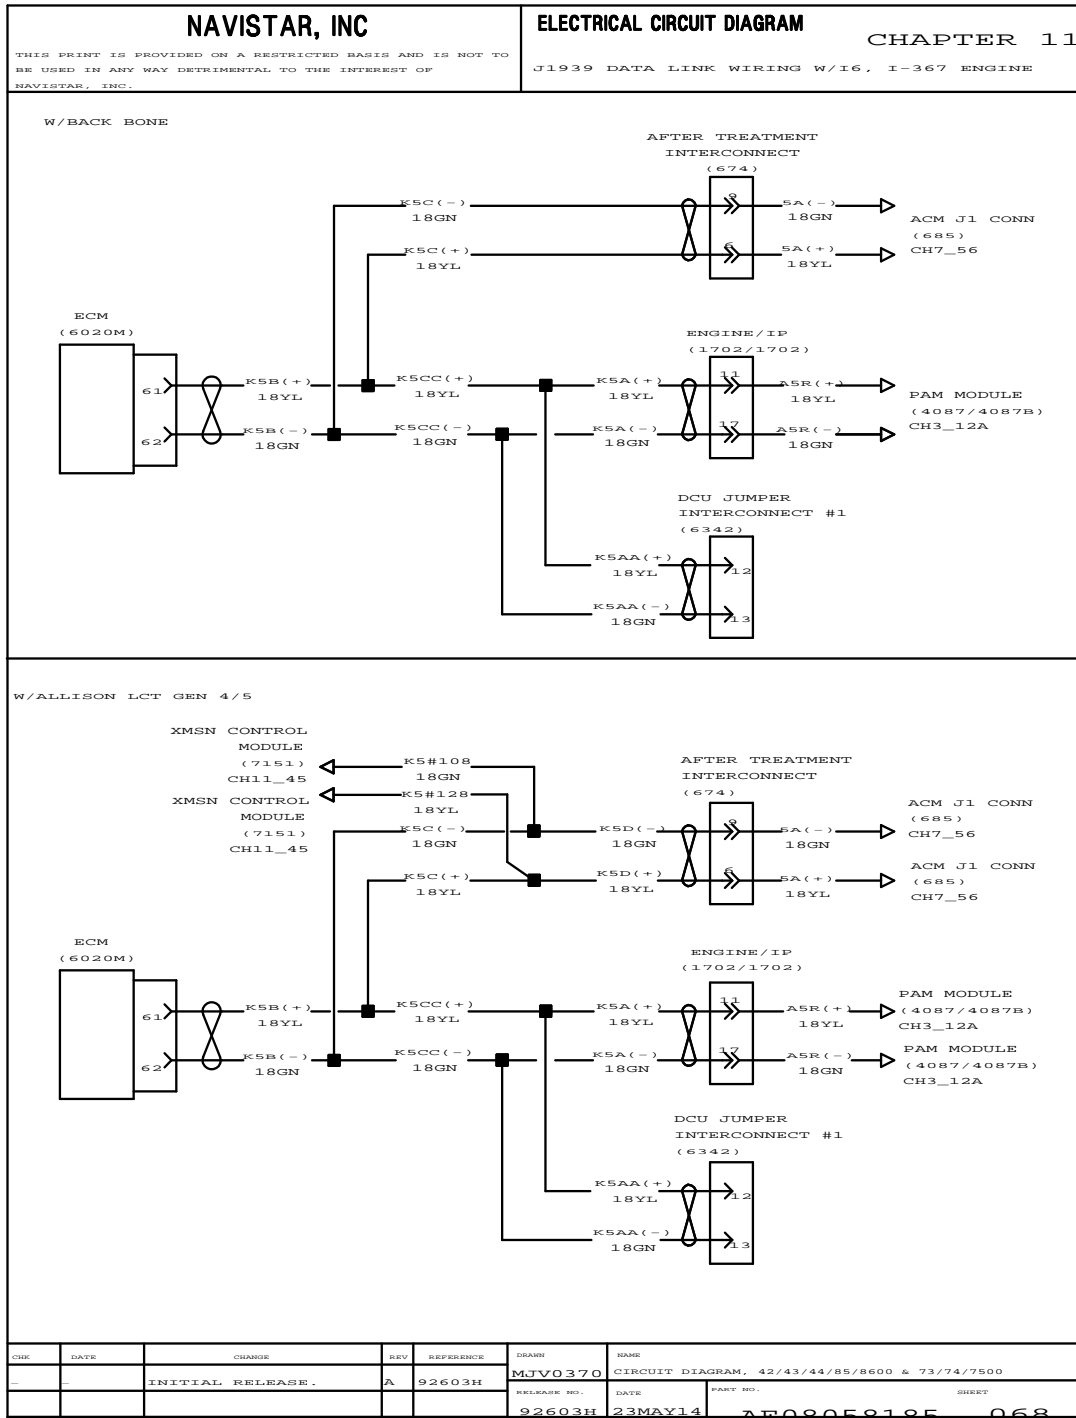 NAVISTAR, INC
THIS PRINT IS PROVIDED ON A RESTRICTED BASIS AND IS NOT TO
BE USED IN ANY WAY DETRIMENTAL TO THE INTEREST OF
NAVISTAR, INC.
ELECTRICAL CIRCUIT DIAGRAM
CHAPTER 11
J1939 DATA LINK WIRING W/I6, I-367 ENGINE
W/BACK BONE
AFTER TREATMENT
INTERCONNECT
(674)
K5C(-)
18GN
9
5A(-)
18GN
K5C(+)
18YL
6
5A(+)
18YL
ACM J1 CONN
(685)
CH7_56
ECM
(6020M)
ENGINE/IP
(1702/1702)
61
K5B(+)
18YL
K5CC(+)
18YL
K5A(+)
18YL
11
A5R(+)
18YL
62
K5B(-)
18GN
K5CC(-)
18GN
K5A(-)
18GN
17
A5R(-)
18GN
PAM MODULE
(4087/4087B)
CH3_12A
DCU JUMPER
INTERCONNECT #1
(6342)
K5AA(+)
18YL
12
K5AA(-)
18GN
13
W/ALLISON LCT GEN 4/5
XMSN CONTROL
MODULE
(7151)
CH11_45
K5#108
18GN
XMSN CONTROL
MODULE
(7151)
CH11_45
K5#128
18YL
AFTER TREATMENT
INTERCONNECT
(674)
K5C(-)
18GN
K5D(-)
18GN
9
5A(-)
18GN
ACM J1 CONN
(685)
CH7_56
K5C(+)
18YL
K5D(+)
18YL
6
5A(+)
18YL
ACM J1 CONN
(685)
CH7_56
ECM
(6020M)
ENGINE/IP
(1702/1702)
61
K5B(+)
18YL
K5CC(+)
18YL
K5A(+)
18YL
11
A5R(+)
18YL
PAM MODULE
(4087/4087B)
CH3_12A
62
K5B(-)
18GN
K5CC(-)
18GN
K5A(-)
18GN
17
A5R(-)
18GN
PAM MODULE
(4087/4087B)
CH3_12A
DCU JUMPER
INTERCONNECT #1
(6342)
K5AA(+)
18YL
12
K5AA(-)
18GN
13
CHK DATE CHANGE REV REFERENCE
- - INITIAL RELEASE. A 92603H
DRAWN
MJV0370
NAME
CIRCUIT DIAGRAM, 42/43/44/85/8600 & 73/74/7500
RELEASE NO.
92603H
DATE
23MAY14
PART NO.
AE08058185
SHEET
068